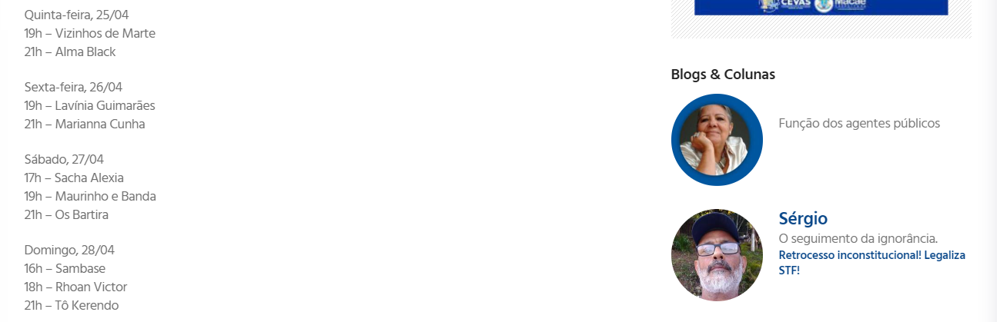 Quinta-feira, 25/04
19h – Vizinhos de Marte
21h – Alma Black
Sexta-feira, 26/04
19h – Lavínia Guimarães
21h – Marianna Cunha
Sábado, 27/04
17h – Sacha Alexia
19h – Maurinho e Banda
21h – Os Bartira
Domingo, 28/04
16h – Sambase
18h – Rhoan Victor
21h – Tô Kerendo
CEVAS
Macaé
Blogs & Colunas
Função dos agentes públicos
Sérgio
O seguimento da ignorância.
Retrocesso inconstitucional! Legaliza
STF!